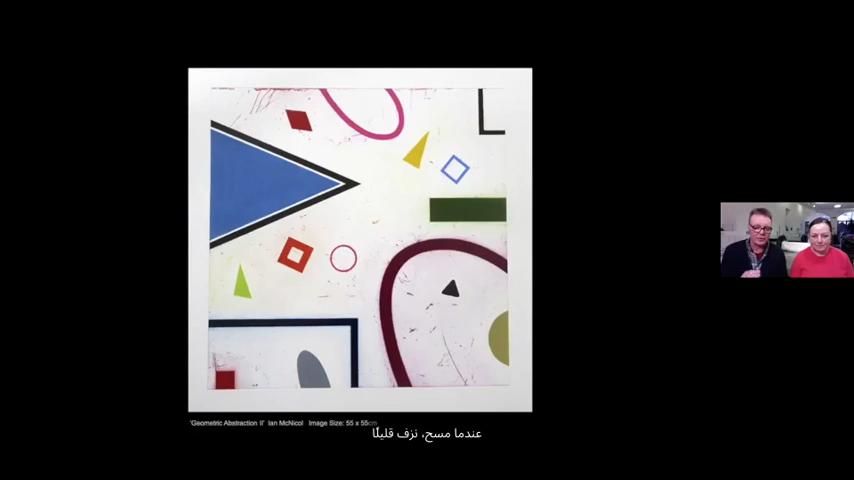 'Geometric Abstraction II' Ian McNicol Image Size: 55 x 55cm
عندما مسح، نزف قليلًا